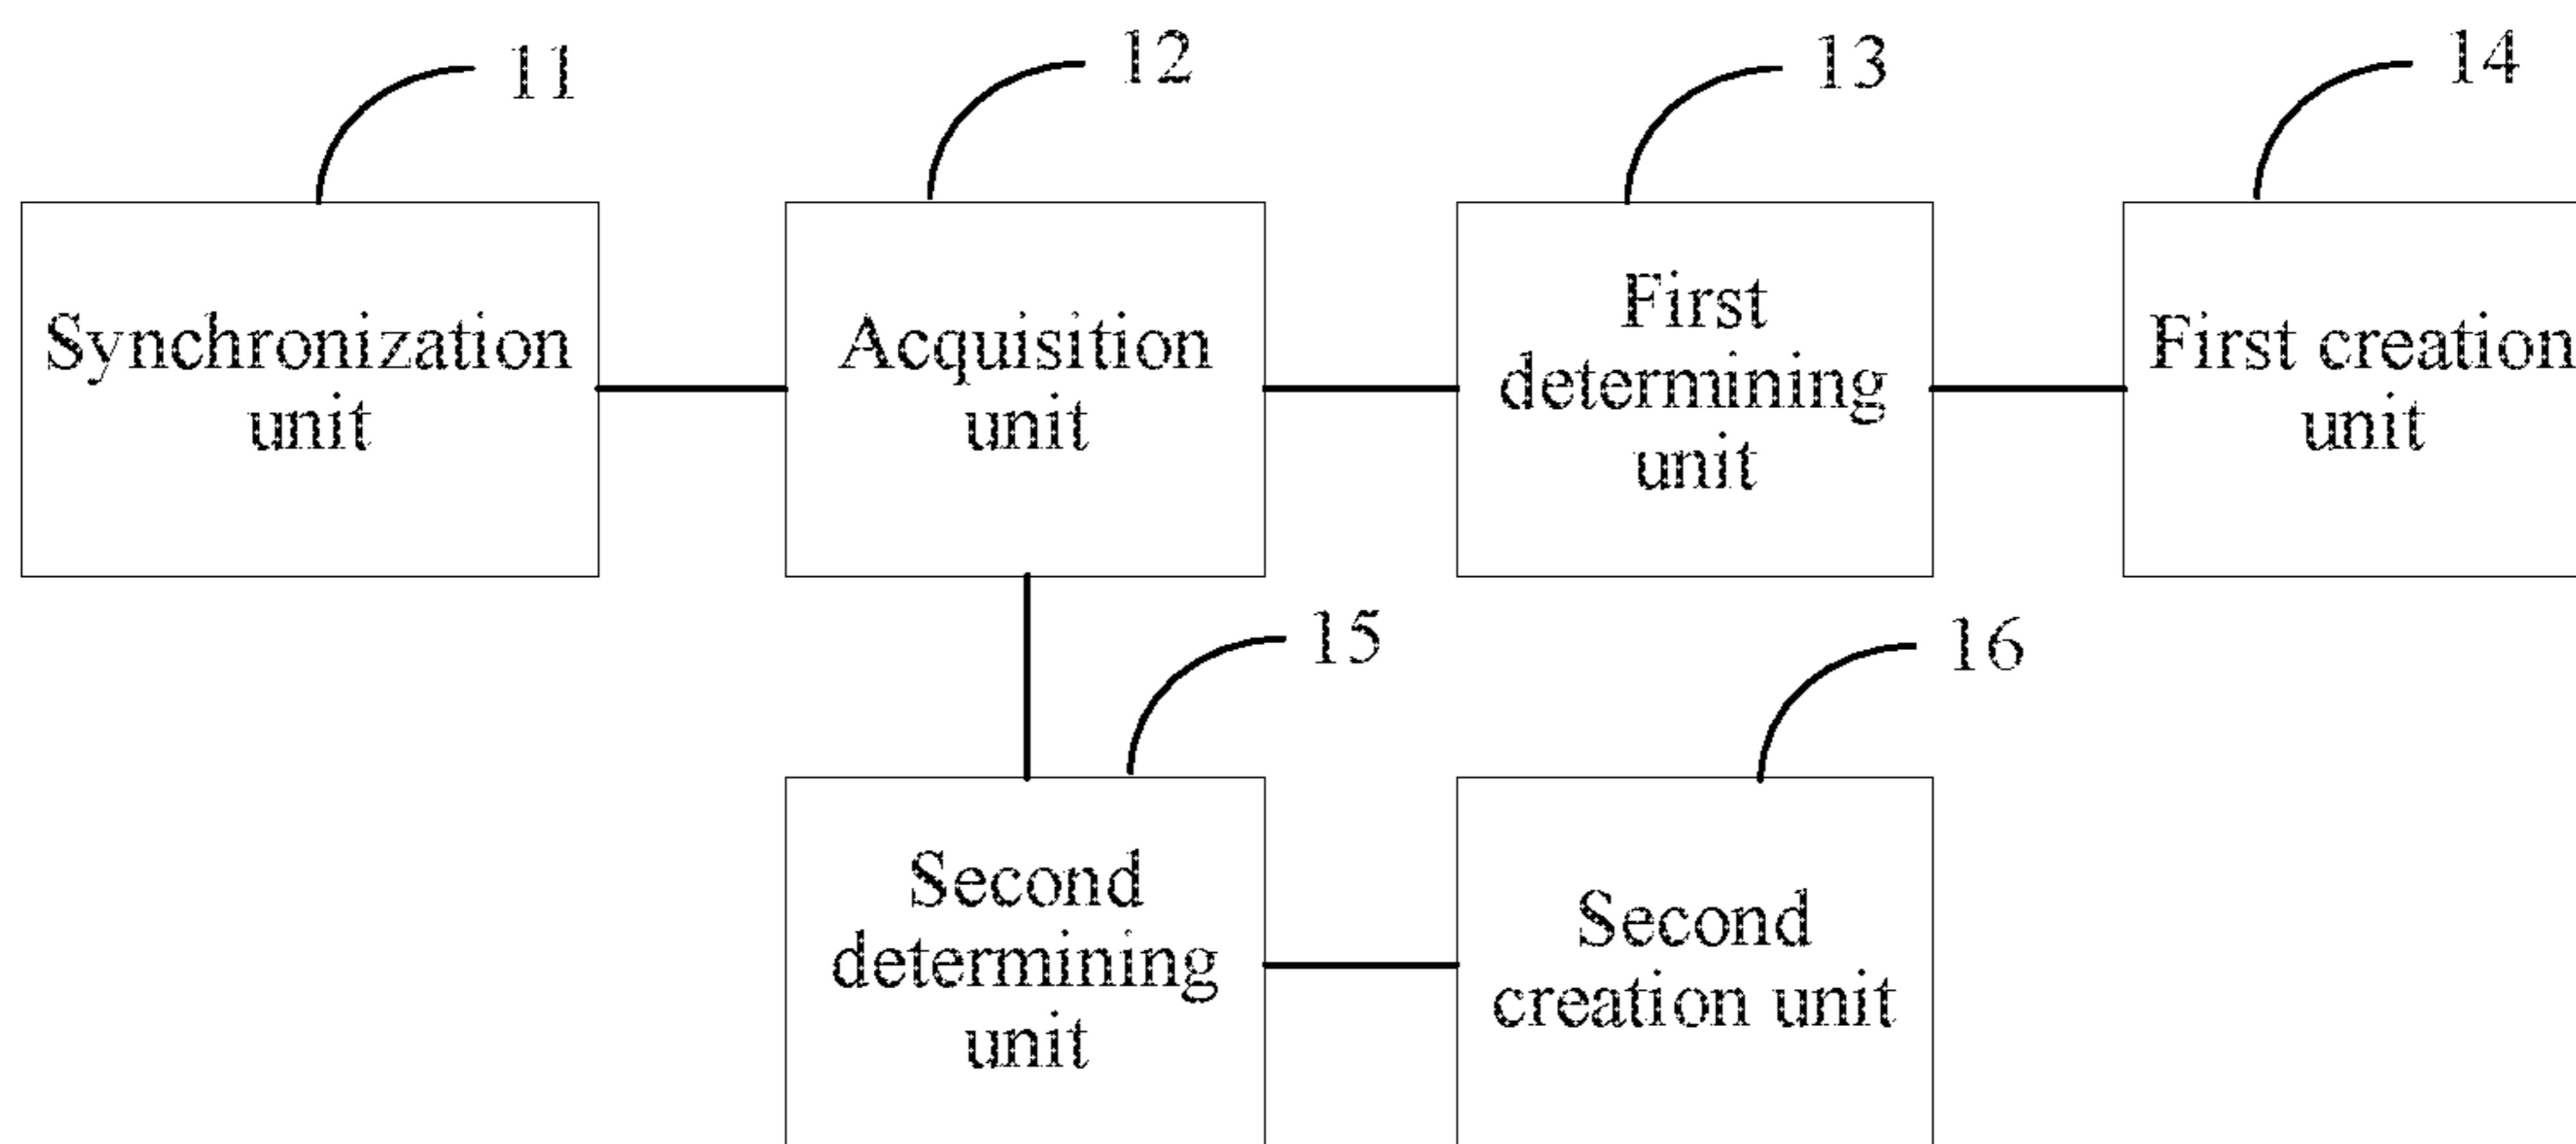 11
12
13
14
Synchronization
unit
Acquisition
unit
First
determining
unit
First creation
unit
15
16
Second
determining
unit
Second
creation unit